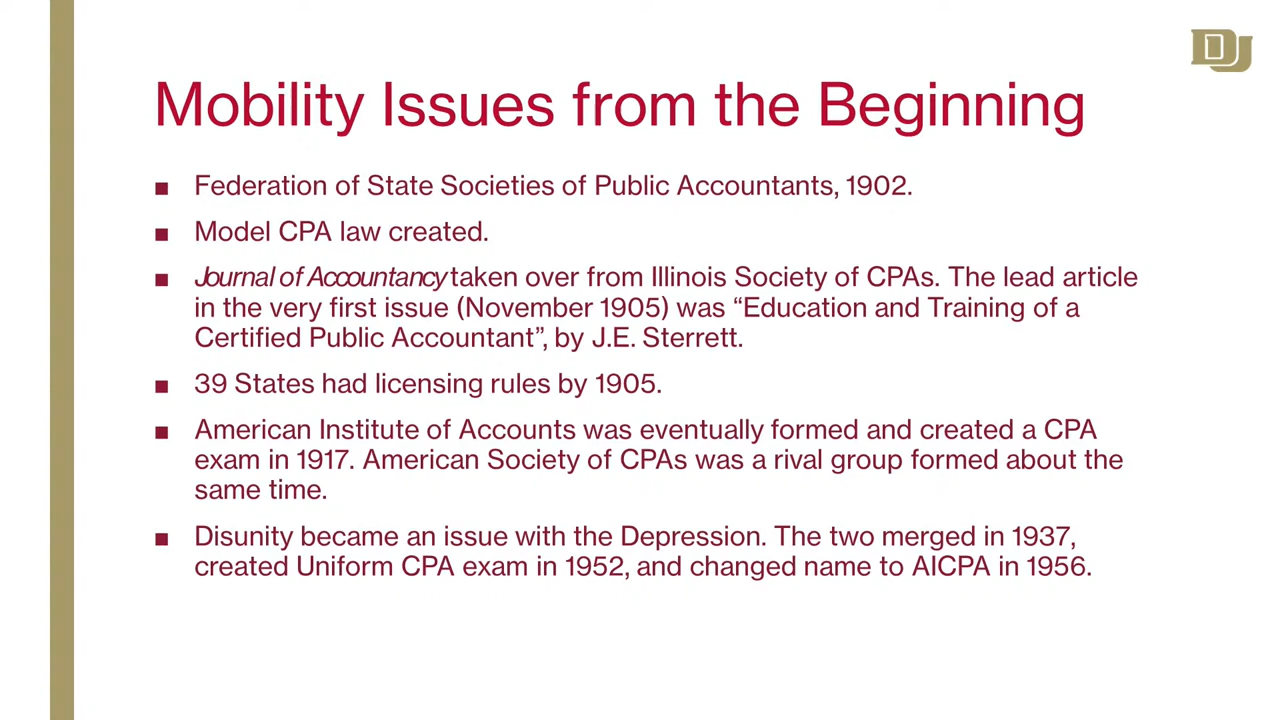 DU
Mobility Issues from the Beginning
■ Federation of State Societies of Public Accountants, 1902.
■ Model CPA law created.
■ Journal of Accountancy taken over from Illinois Society of CPAs. The lead article
in the very first issue (November 1905) was “Education and Training of a
Certified Public Accountant”, by J.E. Sterrett.
■ 39 States had licensing rules by 1905.
■ American Institute of Accounts was eventually formed and created a CPA
exam in 1917. American Society of CPAs was a rival group formed about the
same time.
■ Disunity became an issue with the Depression. The two merged in 1937,
created Uniform CPA exam in 1952, and changed name to AICPA in 1956.